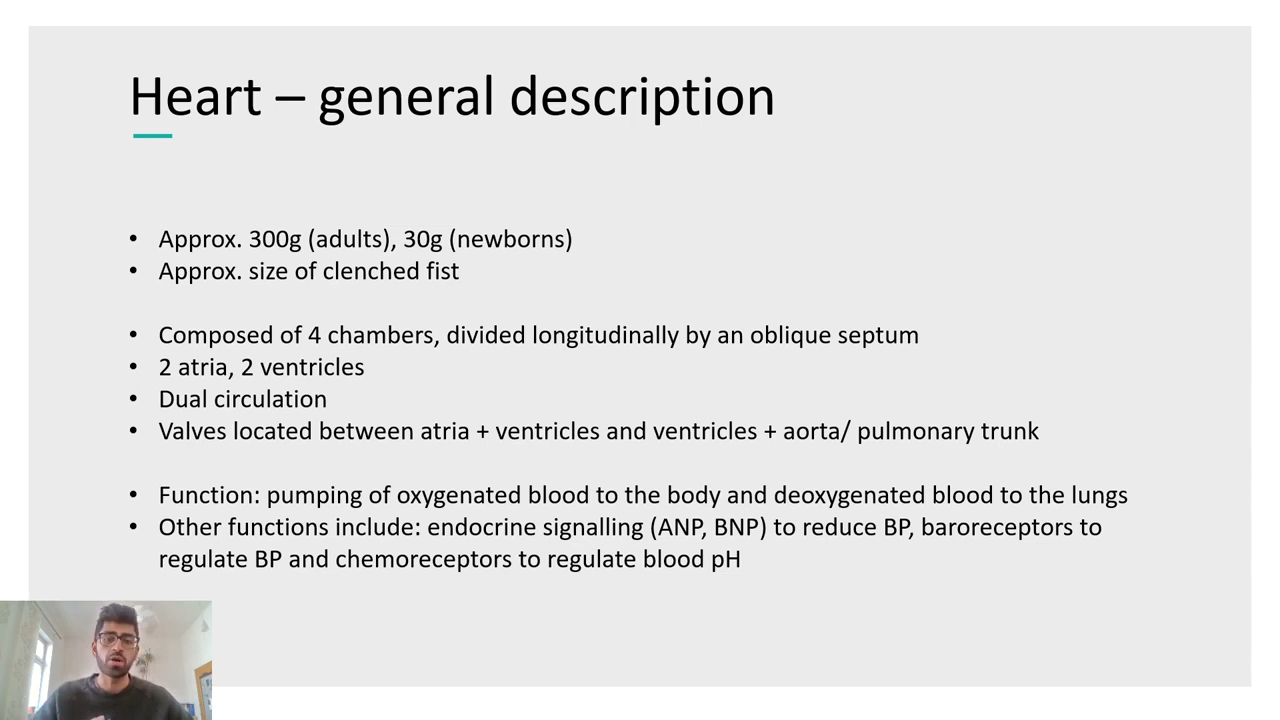 Heart – general description
• Approx. 300g (adults), 30g (newborns)
• Approx. size of clenched fist
• Composed of 4 chambers, divided longitudinally by an oblique septum
• 2 atria, 2 ventricles
• Dual circulation
• Valves located between atria + ventricles and ventricles + aorta/ pulmonary trunk
• Function: pumping of oxygenated blood to the body and deoxygenated blood to the lungs
• Other functions include: endocrine signalling (ANP, BNP) to reduce BP, baroreceptors to
regulate BP and chemoreceptors to regulate blood pH